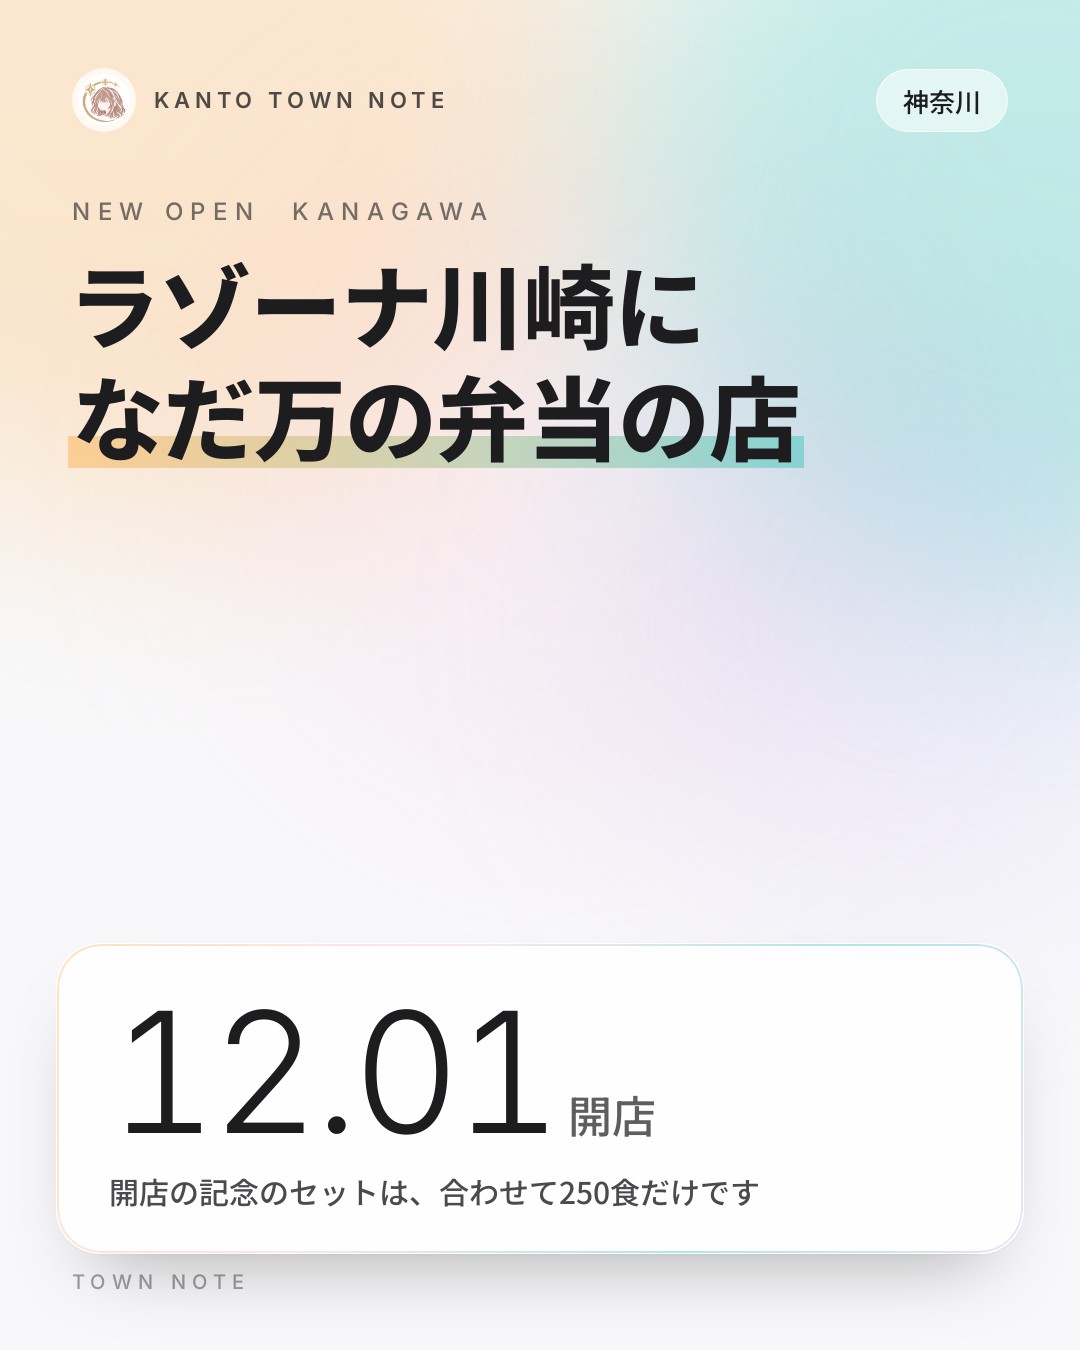 KANTO TOWN NOTE
神奈川
NEW OPEN KANAGAWA
ラゾーナ川崎に
なだ万の弁当の店
12.01 開店
開店の記念のセットは、合わせて250食だけです
TOWN NOTE